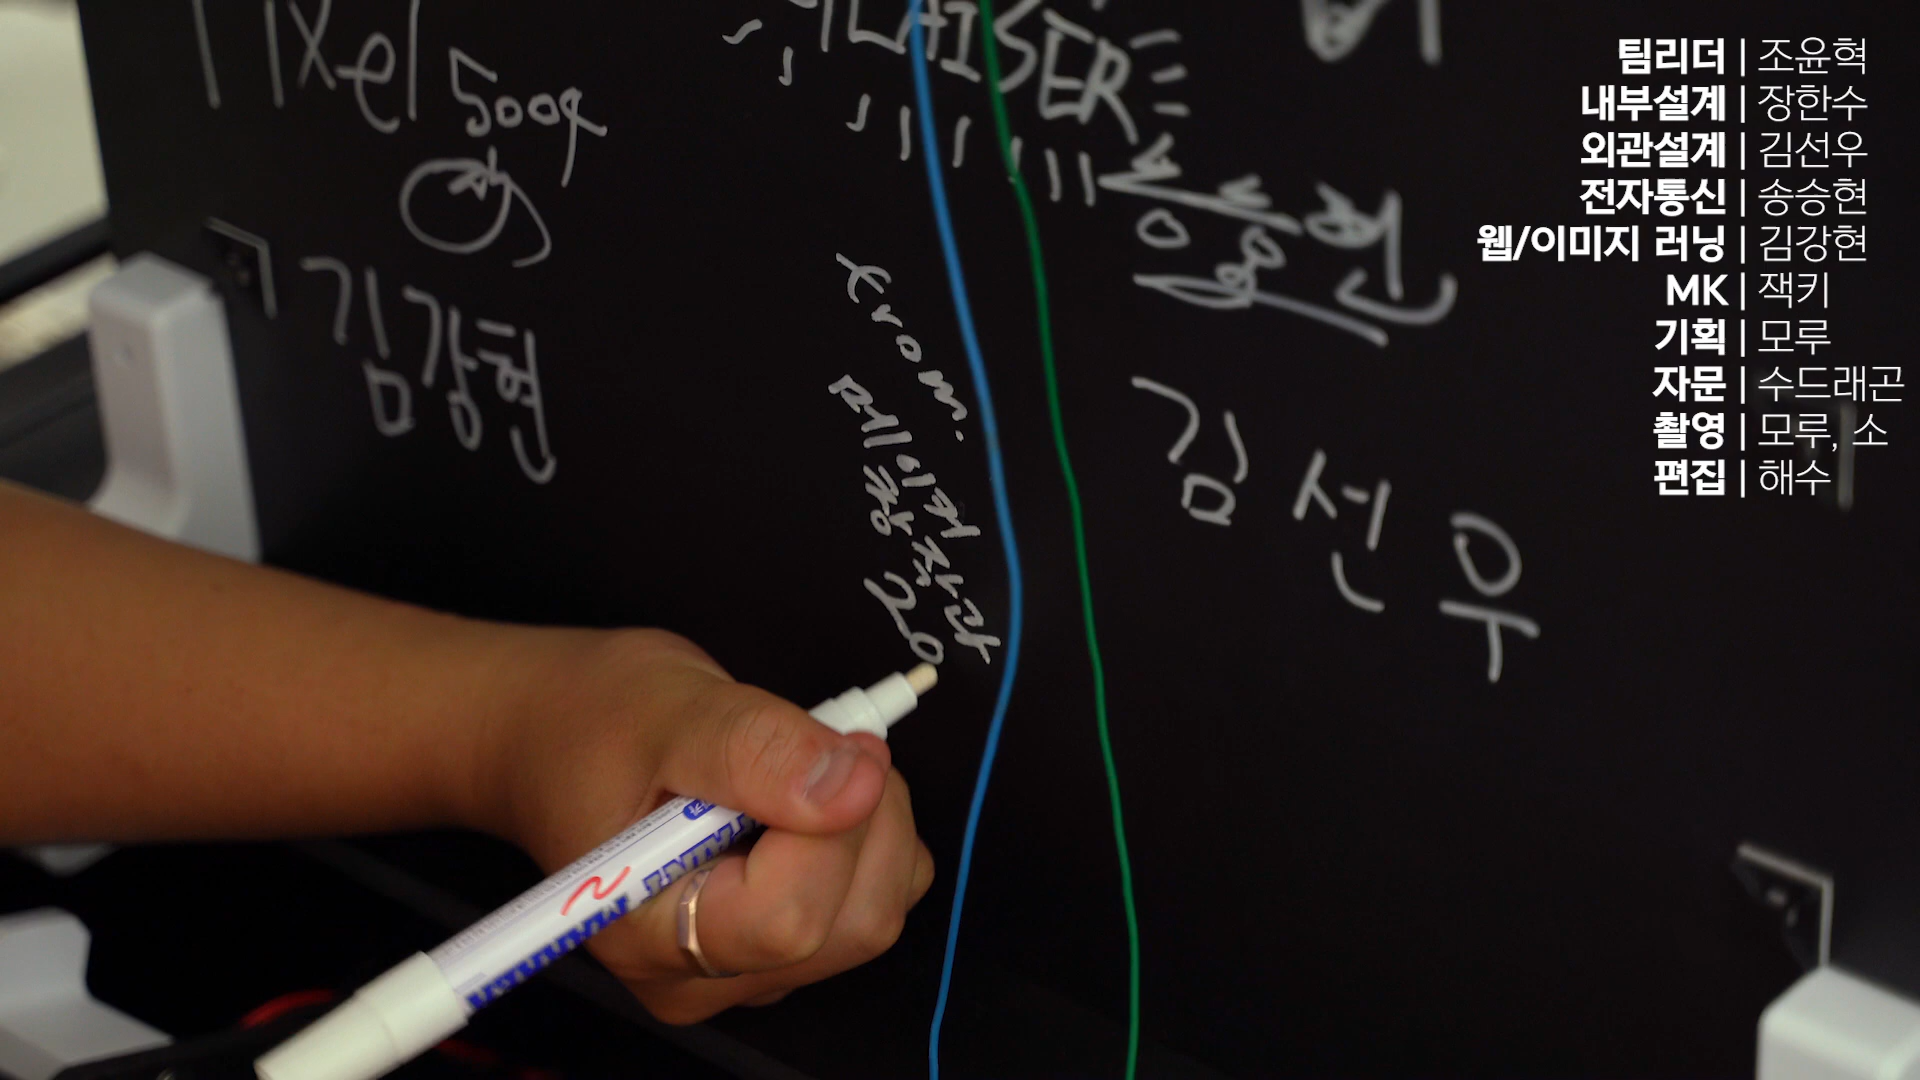 Pixel
5000g
김강현
from.
메이커
김선우
MARKER
팀리더 | 조윤혁
내부설계 | 장한수
외관설계 | 김선우
전자통신 | 송승현
웹/이미지 러닝 | 김강현
MK | 잭키
기획 | 모루
자문 | 수드래곤
촬영 | 모루, 소
편집 | 해수